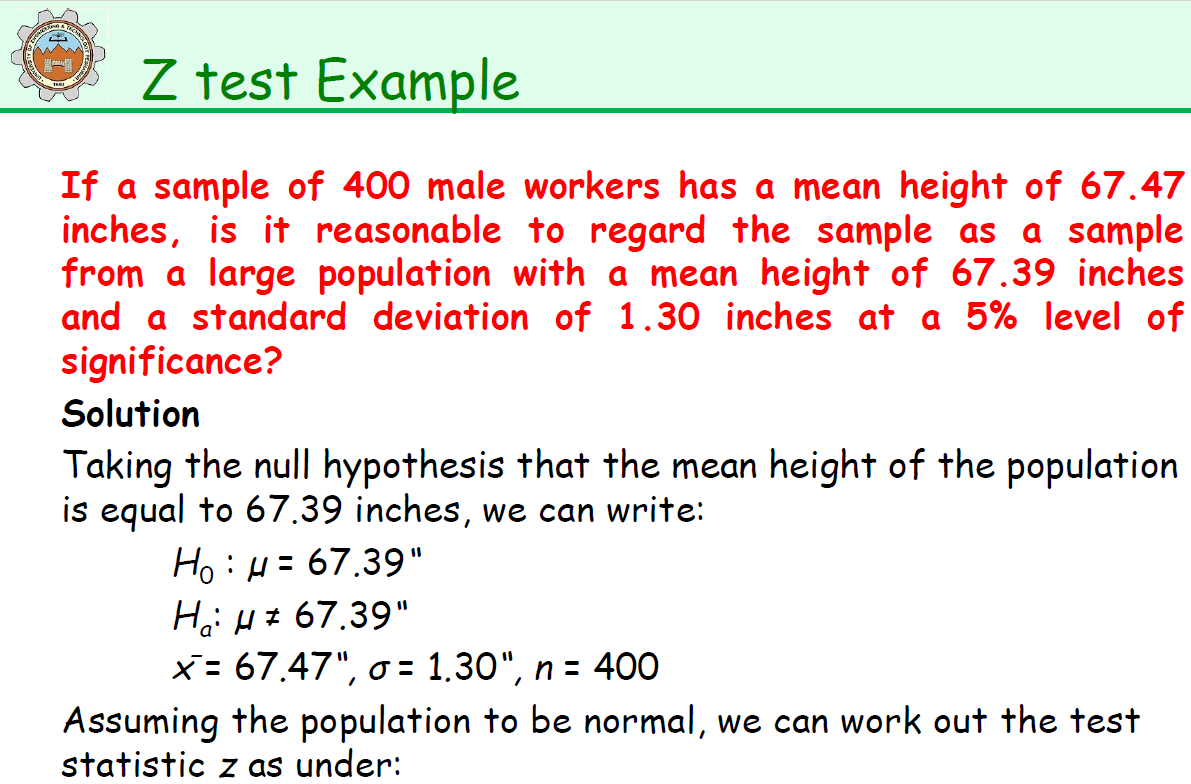 Z test Example
If a sample of 400 male workers has a mean height of 67.47
inches, is it reasonable to regard the sample as a sample
from a large population with a mean height of 67.39 inches
and a standard deviation of 1.30 inches at a 5% level of
significance?
Solution
Taking the null hypothesis that the mean height of the population
is equal to 67.39 inches, we can write:
H₀ : μ = 67.39"
Hₐ: μ ≠ 67.39"
x̄ = 67.47", σ = 1.30", n = 400
Assuming the population to be normal, we can work out the test
statistic z as under: